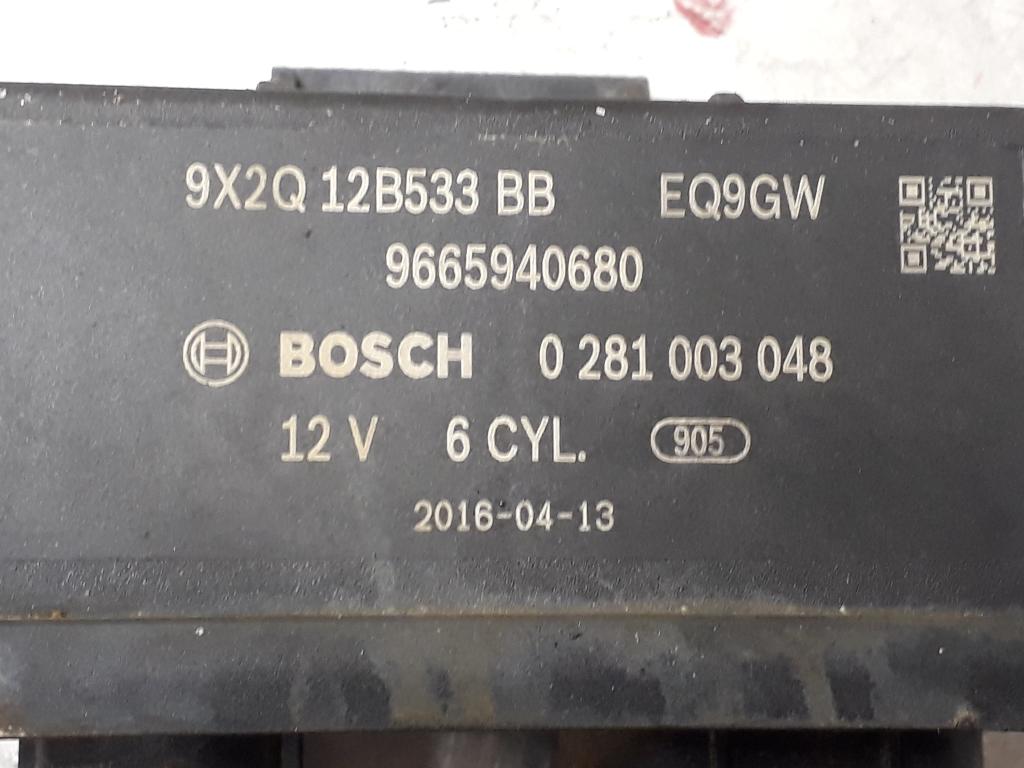 9X2Q 12B533 BB EQ9GW
9665940680
BOSCH 0 281 003 048
12 V 6 CYL. 905
2016-04-13